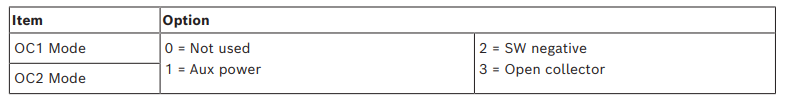 Item Option
OC1 Mode 0 = Not used 2 = SW negative
1 = Aux power 3 = Open collector
OC2 Mode